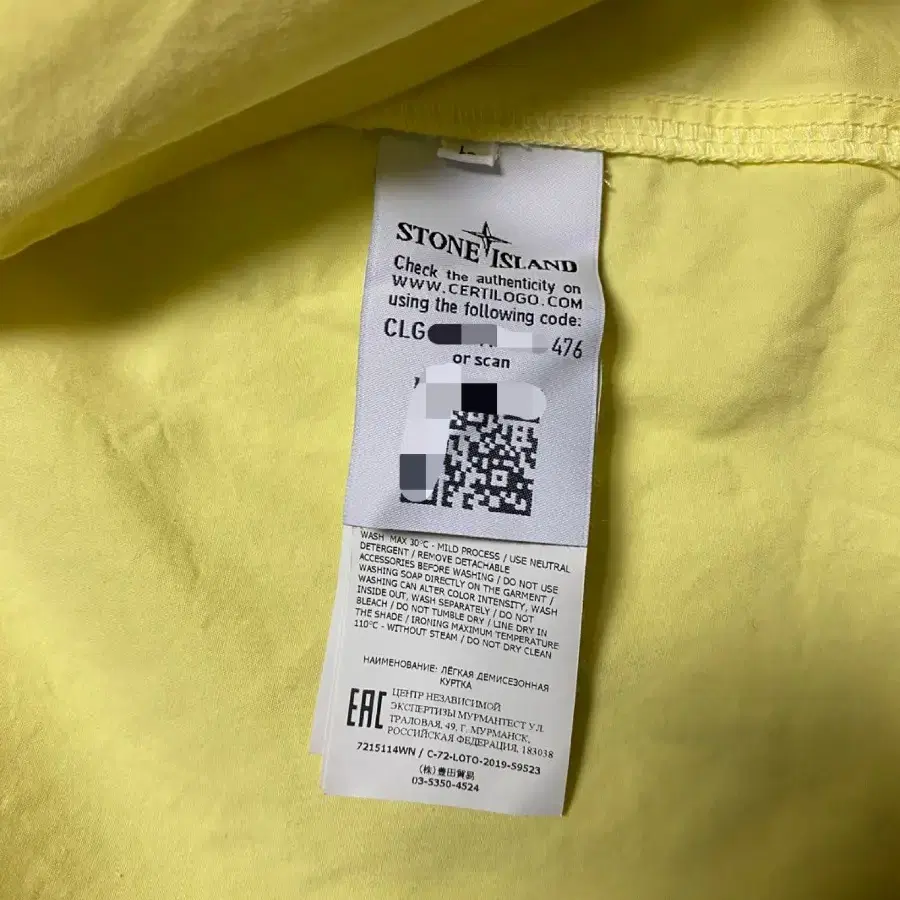 STONE ISLAND
Check the authenticity on
WWW.CERTILOGO.COM
using the following code:
CLG 476
or scan
WASH MAX 30°C - MILD PROCESS / USE NEUTRAL
DETERGENT / REMOVE DETACHABLE
ACCESSORIES BEFORE WASHING / DO NOT USE
WASHING SOAP DIRECTLY ON THE GARMENT /
WASHING CAN ALTER COLOR INTENSITY, WASH
INSIDE OUT, WASH SEPARATELY / DO NOT
BLEACH / DO NOT TUMBLE DRY / LINE DRY IN
THE SHADE / IRONING MAXIMUM TEMPERATURE
110°C - WITHOUT STEAM / DO NOT DRY CLEAN
НАИМЕНОВАНИЕ: ЛЁГКАЯ ДЕМИСЕЗОННАЯ
КУРТКА
EAC
ЦЕНТР НЕЗАВИСИМОЙ
ЭКСПЕРТИЗЫ МУРМАНТЕСТ УЛ.
ТРАЛОВАЯ, 49, Г. МУРМАНСК,
РОССИЙСКАЯ ФЕДЕРАЦИЯ, 183038
7215114WN / C-72-LOTO-2019-59523
(株)豊田貿易
03-5350-4524